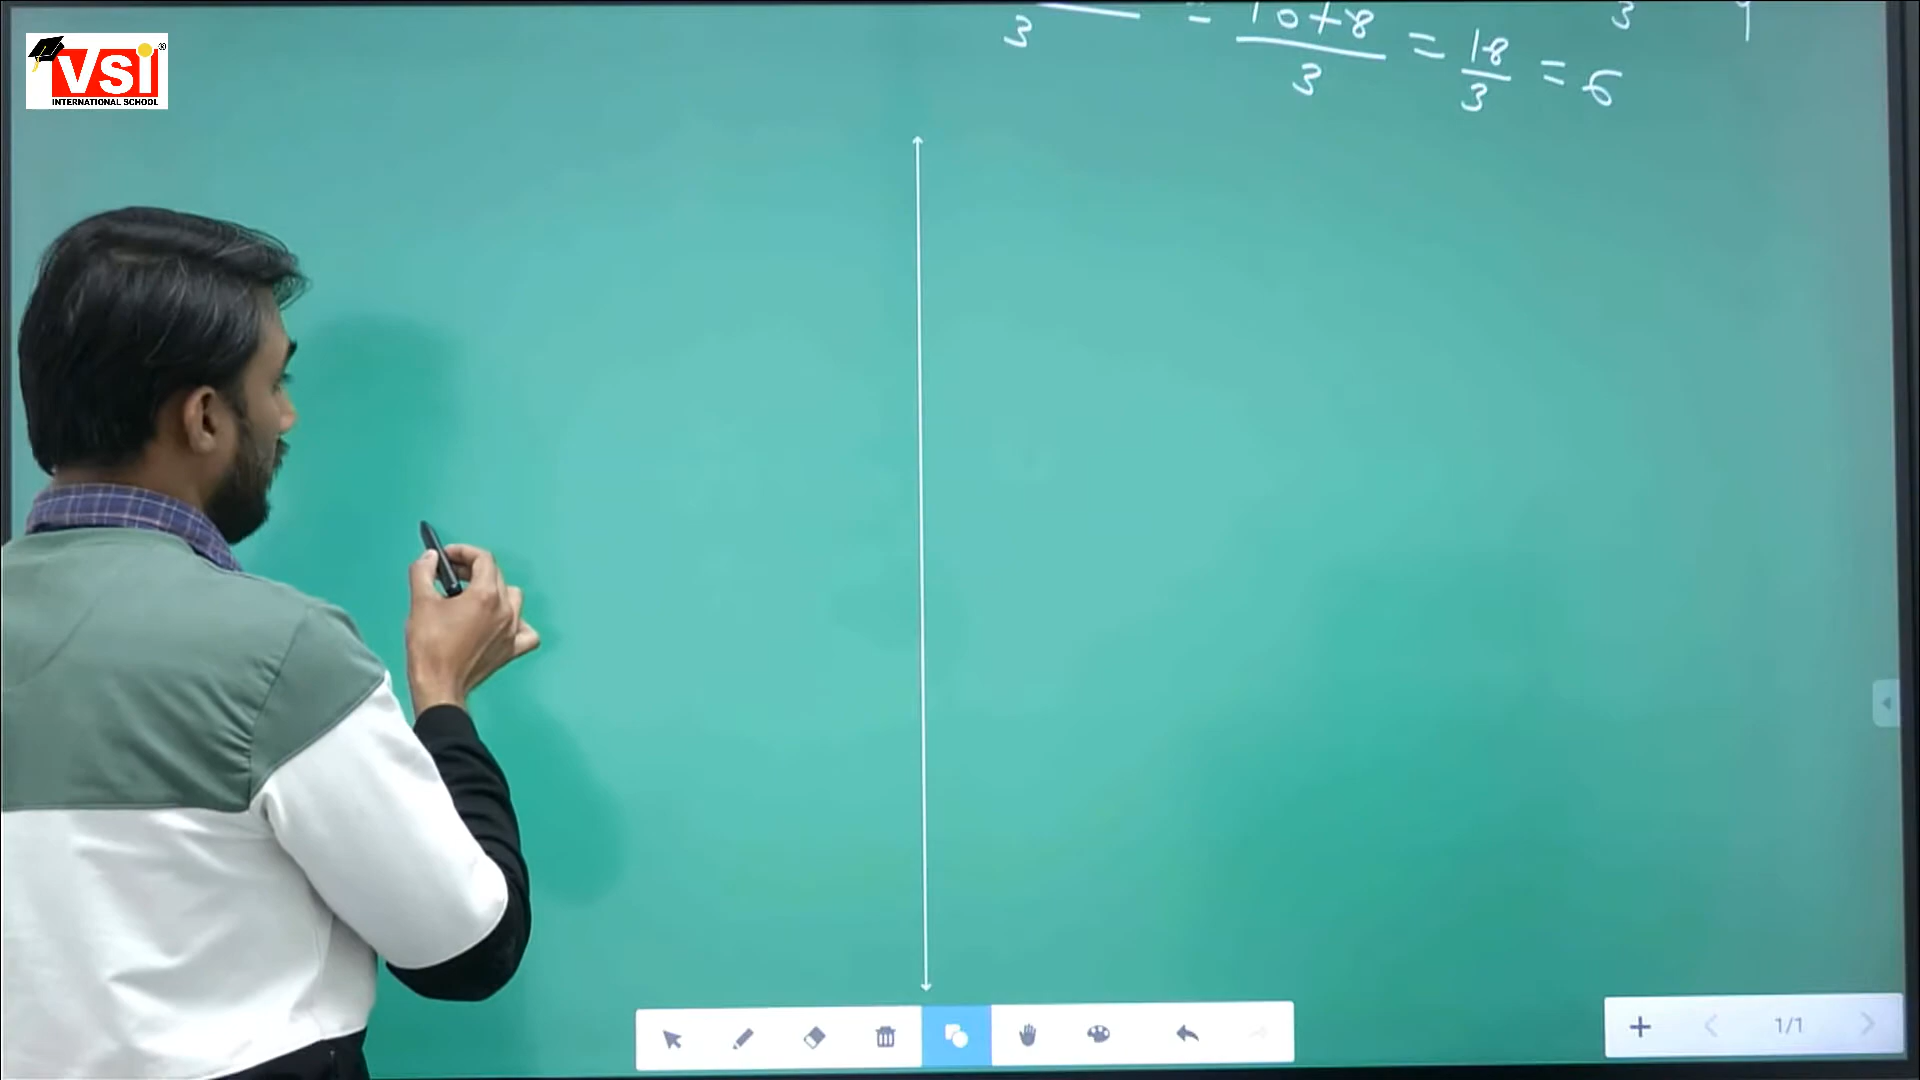 VSI
INTERNATIONAL SCHOOL
®
3 = 10+8 / 3 = 18/3 = 6
3
1/1